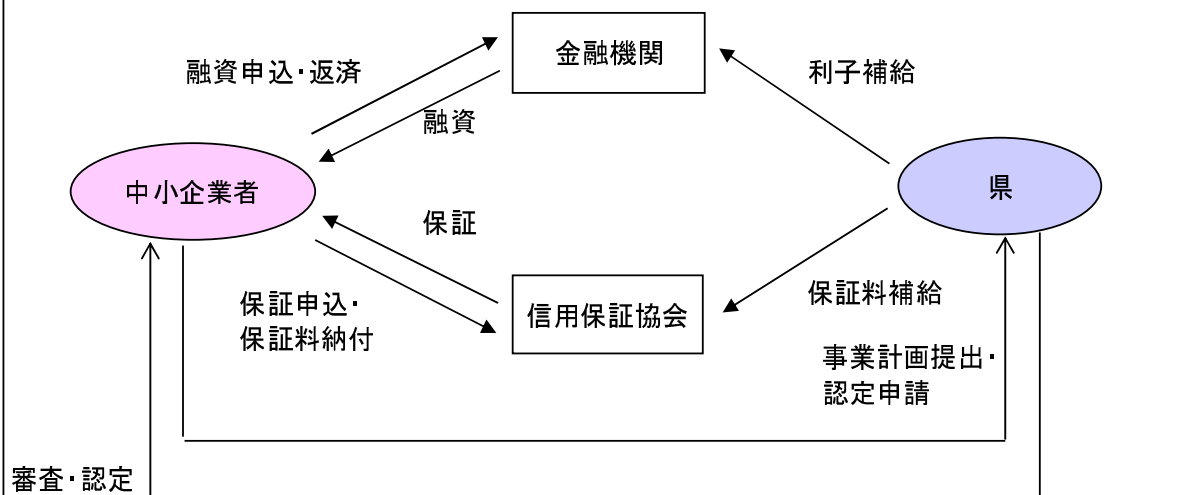 金融機関
融資申込・返済
利子補給
融資
中小企業者
県
保証
保証申込・
保証料納付
信用保証協会
保証料補給
事業計画提出・
認定申請
審査・認定